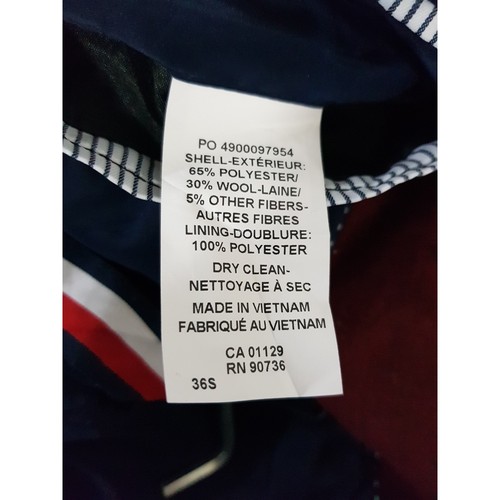 PO 4900097954
SHELL-EXTÉRIEUR:
65% POLYESTER/
30% WOOL-LAINE/
5% OTHER FIBERS-
AUTRES FIBRES
LINING-DOUBLURE:
100% POLYESTER
DRY CLEAN-
NETTOYAGE À SEC
MADE IN VIETNAM
FABRIQUÉ AU VIETNAM
CA 01129
RN 90736
36S